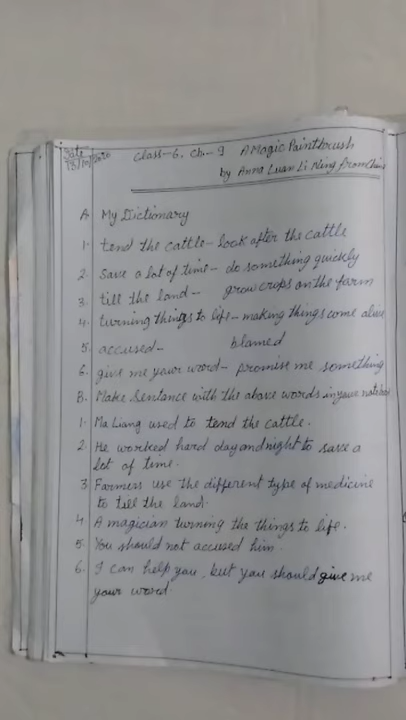 Date 13/10/2020
Class-6. Ch.-9 A Magic Paintbrush
by Anna Luan Li Ning from China
A. My Dictionary
1. tend the cattle - look after the cattle
2. save a lot of time - do something quickly
3. till the land - grow crops on the farm
4. turning things to life - making things come alive
5. accused - blamed
6. give me your word - promise me something
B. Make Sentence with the above words in your notebook
1. Ma Liang used to tend the cattle.
2. He worked hard day and night to save a
lot of time.
3. Farmers use the different type of medicine
to till the land.
4. A magician turning the things to life.
5. You should not accused him.
6. I can help you, but you should give me
your word.